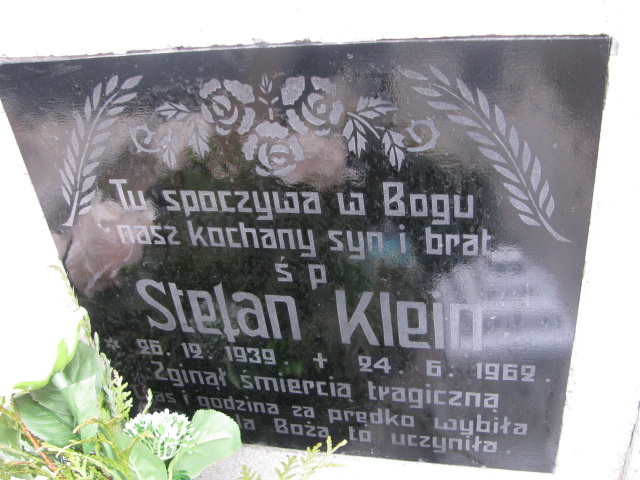 Tu spoczywa w Bogu
nasz kochany syn i brat
ś p
Stefan Klein
* 26. 12. 1939 + 24. 6. 1962.
Zginął śmiercią tragiczną
as i godzina za prędko wybiła
Boża to uczyniła.